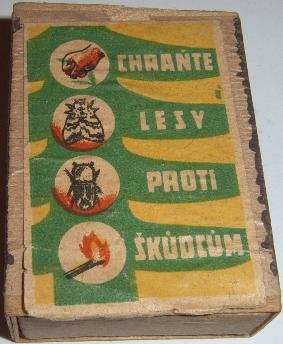 CHRAŇTE
LESY
PROTI
ŠKŮDCŮM